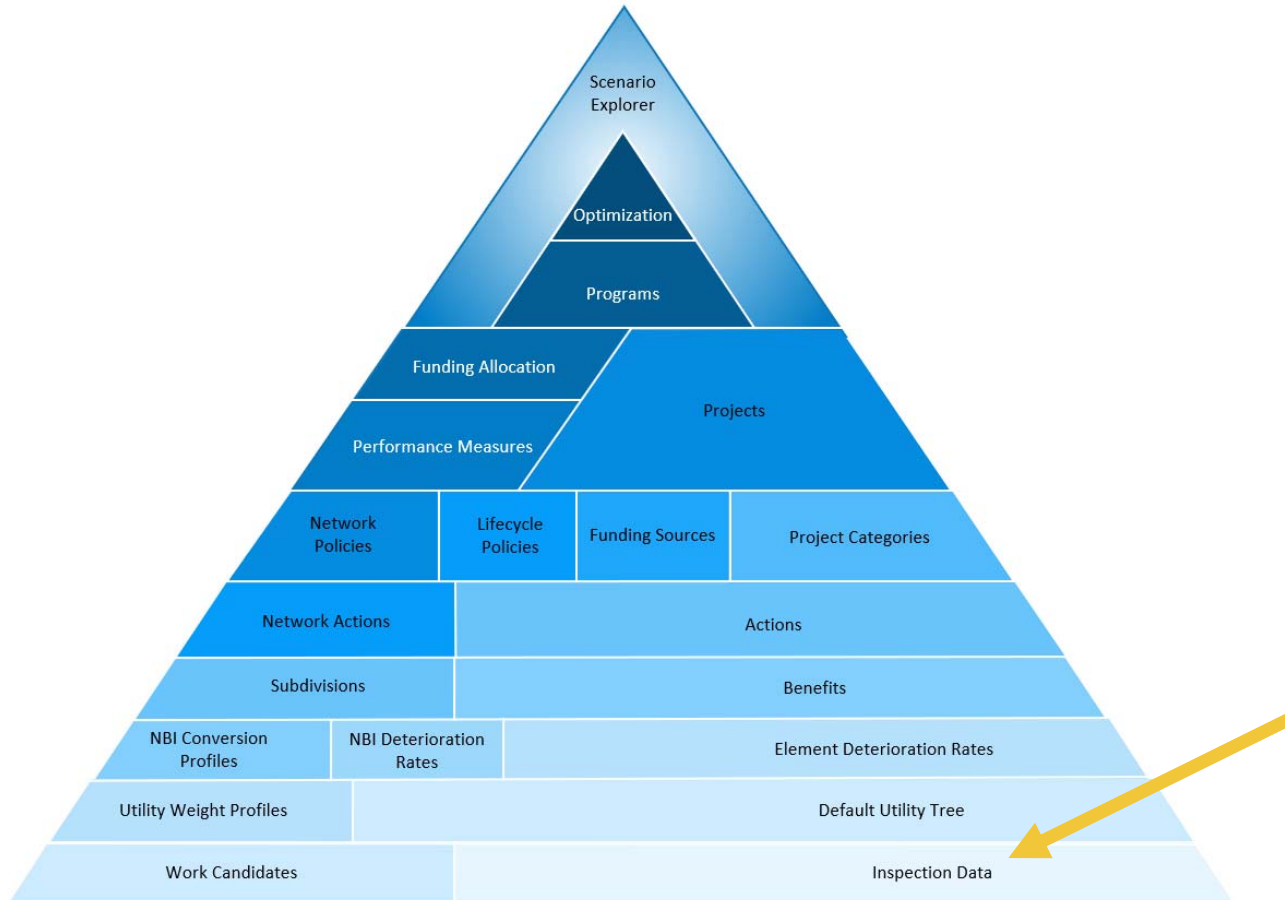 Scenario
Explorer
Optimization
Programs
Funding Allocation
Projects
Performance Measures
Network
Policies
Lifecycle
Policies
Funding Sources
Project Categories
Network Actions
Actions
Subdivisions
Benefits
NBI Conversion
Profiles
NBI Deterioration
Rates
Element Deterioration Rates
Utility Weight Profiles
Default Utility Tree
Work Candidates
Inspection Data